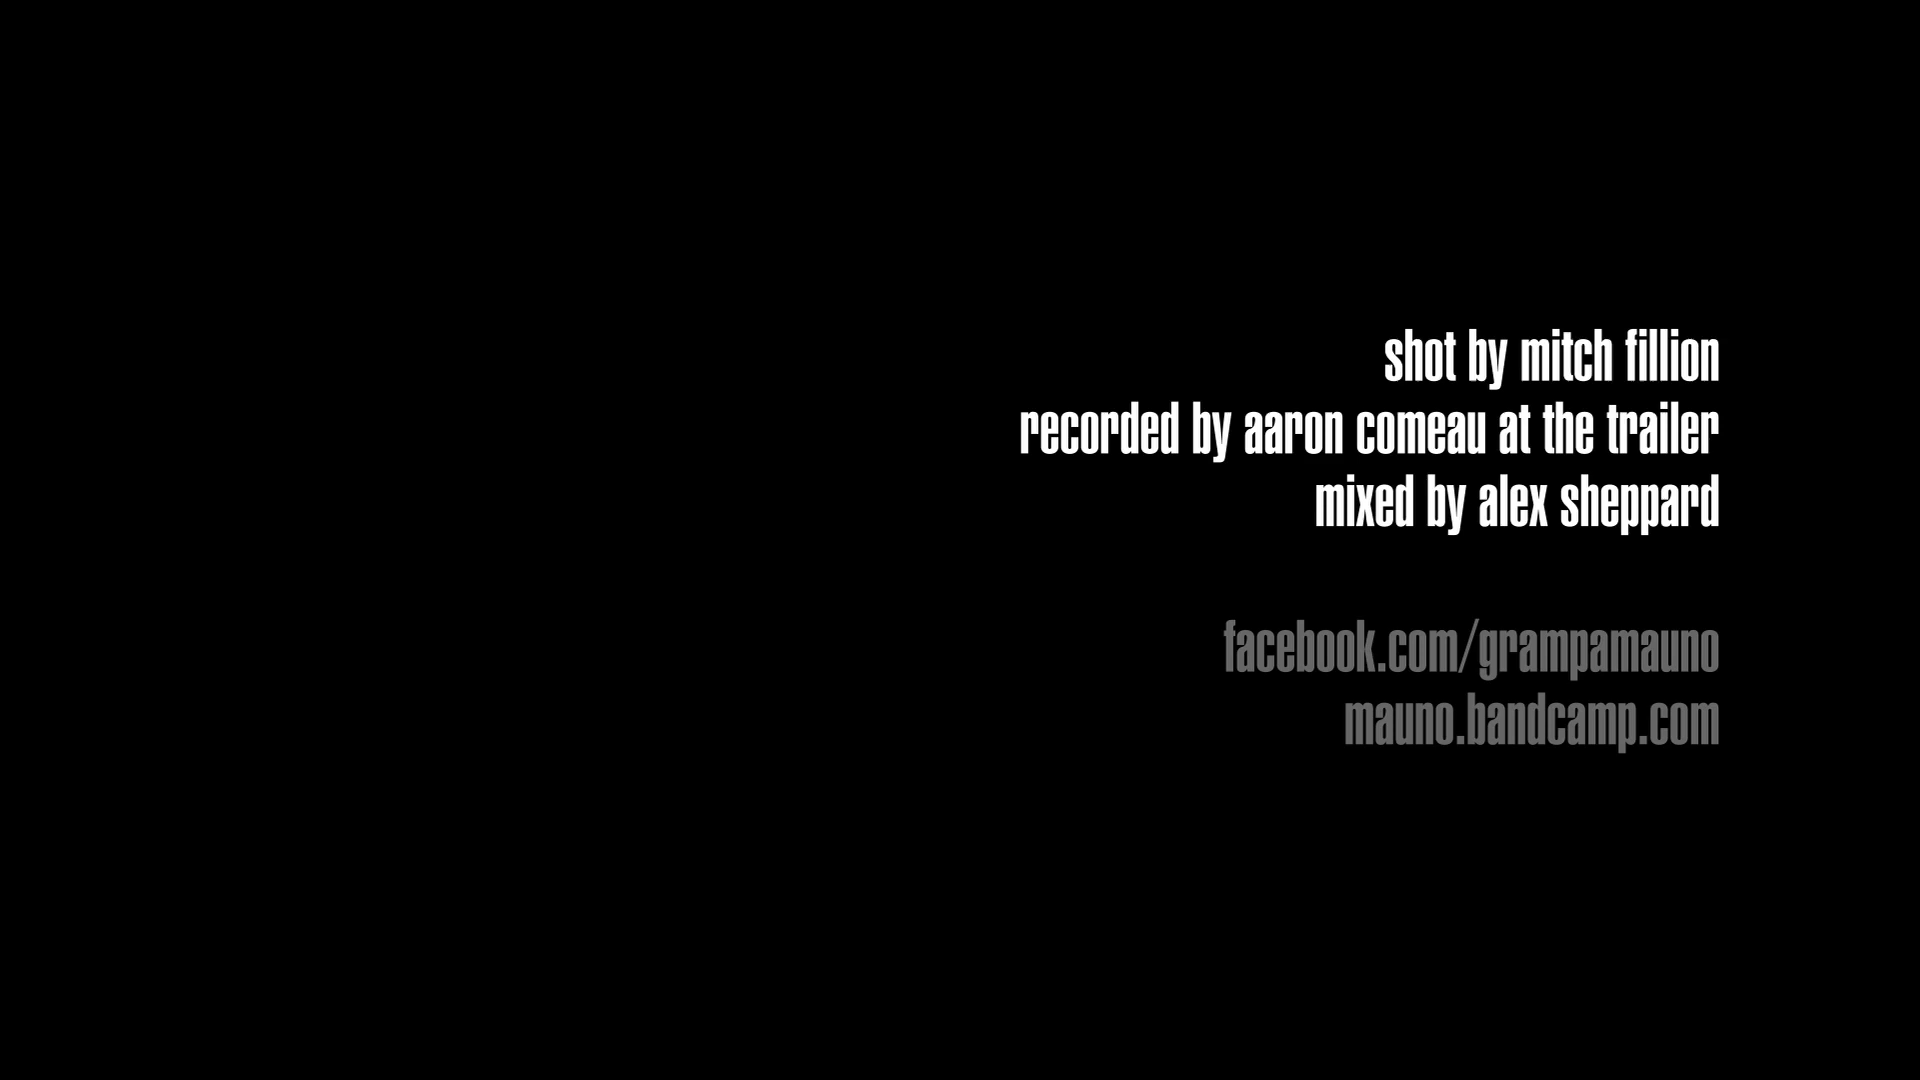 shot by mitch fillion
recorded by aaron comeau at the trailer
mixed by alex sheppard
facebook.com/grampamauno
mauno.bandcamp.com